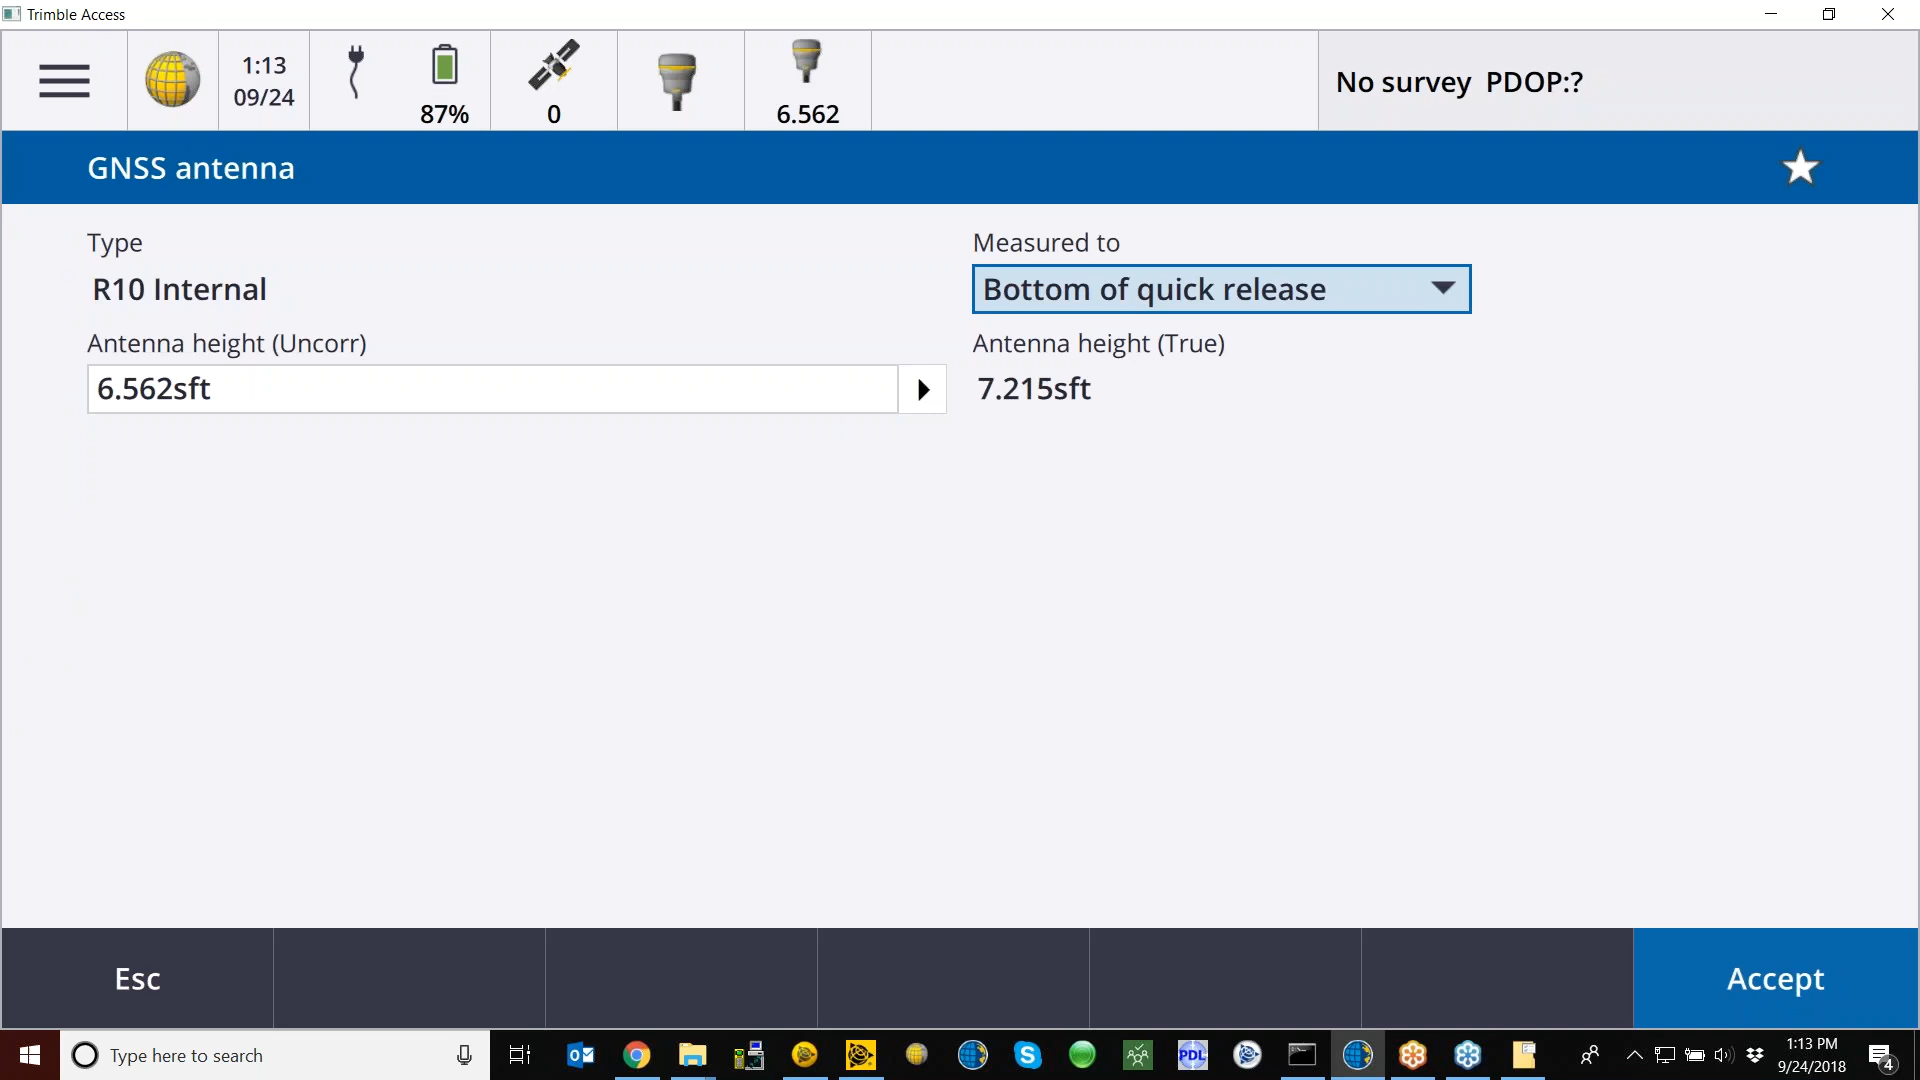 Trimble Access
1:13
09/24
87%
0
6.562
No survey PDOP:?
GNSS antenna
Type
R10 Internal
Measured to
Bottom of quick release
Antenna height (Uncorr)
6.562sft
Antenna height (True)
7.215sft
Esc
Accept
Type here to search
PDL
1:13 PM
9/24/2018
4